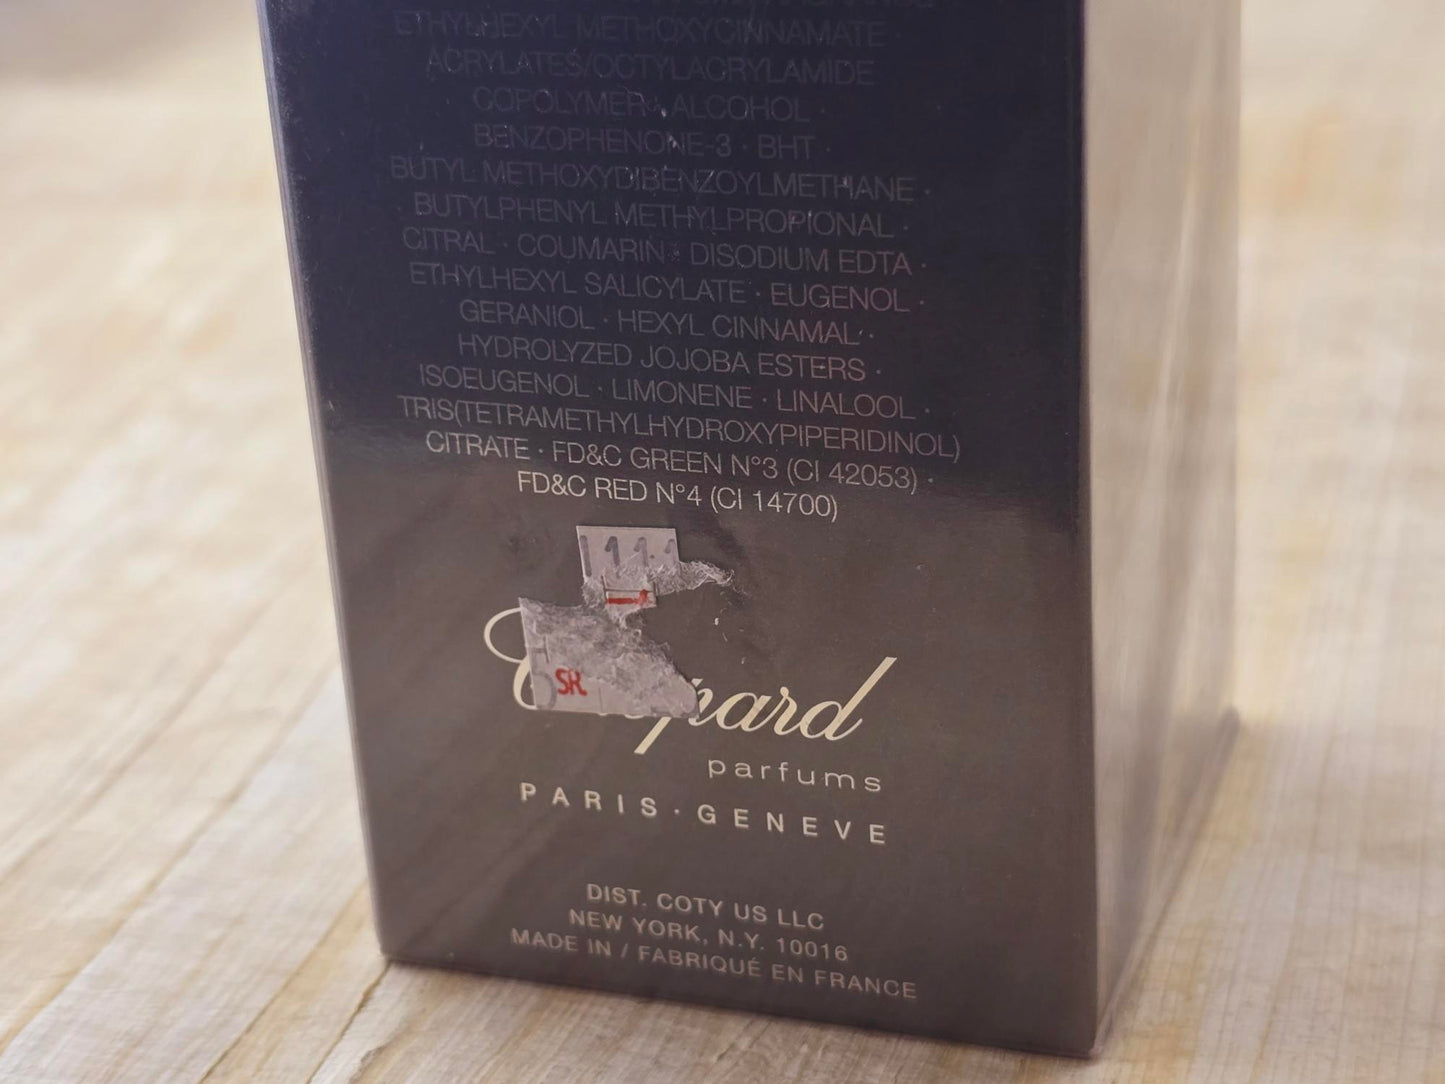 ETHYLHEXYL METHOXYCINNAMATE ·
ACRYLATES/OCTYLACRYLAMIDE
COPOLYMER · ALCOHOL ·
BENZOPHENONE-3 · BHT ·
BUTYL METHOXYDIBENZOYLMETHANE ·
BUTYLPHENYL METHYLPROPIONAL ·
CITRAL · COUMARIN · DISODIUM EDTA ·
ETHYLHEXYL SALICYLATE · EUGENOL ·
GERANIOL · HEXYL CINNAMAL ·
HYDROLYZED JOJOBA ESTERS ·
ISOEUGENOL · LIMONENE · LINALOOL ·
TRIS(TETRAMETHYLHYDROXYPIPERIDINOL)
CITRATE · FD&C GREEN N°3 (CI 42053) ·
FD&C RED N°4 (CI 14700)
SR
parfums
PARIS · GENEVE
DIST. COTY US LLC
NEW YORK, N.Y. 10016
MADE IN / FABRIQUÉ EN FRANCE